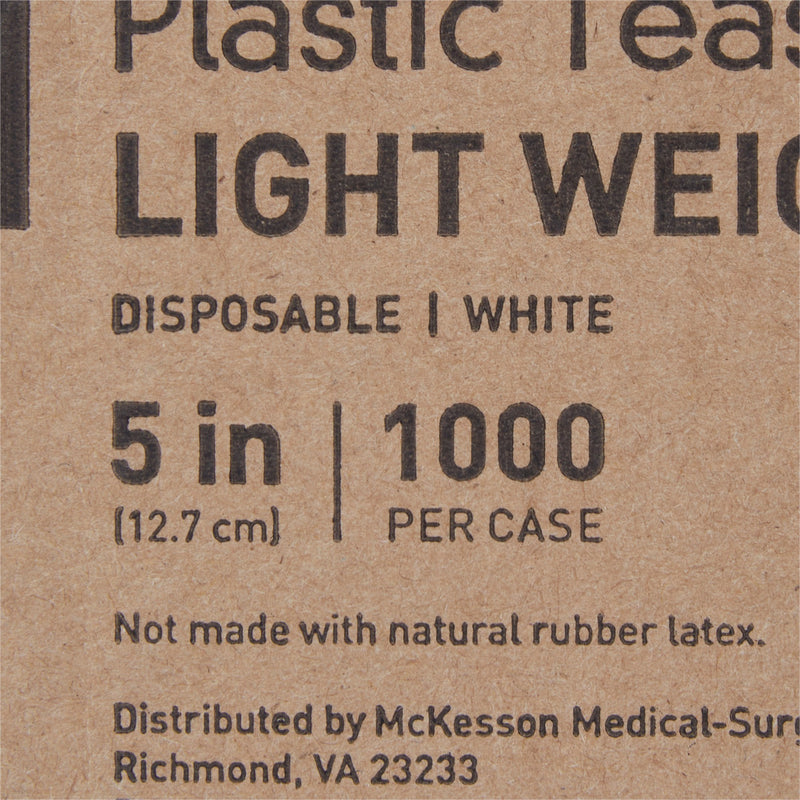 Plastic Teas
LIGHT WEIG
DISPOSABLE | WHITE
5 in | 1000
(12.7 cm) PER CASE
Not made with natural rubber latex.
Distributed by McKesson Medical-Surg
Richmond, VA 23233